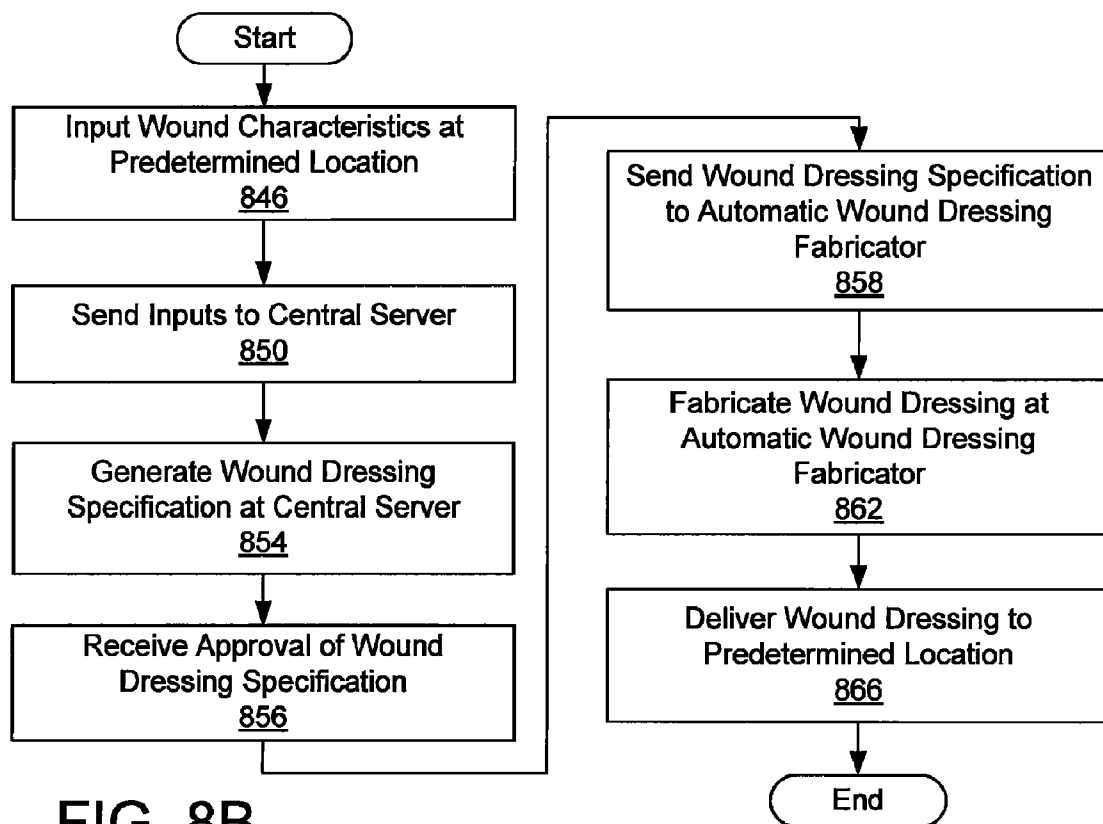 Start
Input Wound Characteristics at
Predetermined Location
846
Send Inputs to Central Server
850
Generate Wound Dressing
Specification at Central Server
854
Receive Approval of Wound
Dressing Specification
856
Send Wound Dressing Specification
to Automatic Wound Dressing
Fabricator
858
Fabricate Wound Dressing at
Automatic Wound Dressing
Fabricator
862
Deliver Wound Dressing to
Predetermined Location
866
End
FIG. 8B